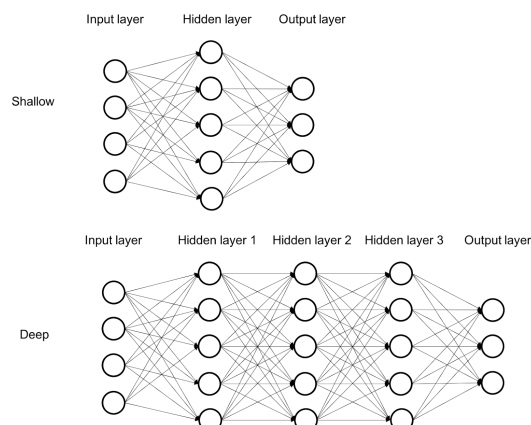 Input layer Hidden layer Output layer
Shallow
Input layer Hidden layer 1 Hidden layer 2 Hidden layer 3 Output layer
Deep